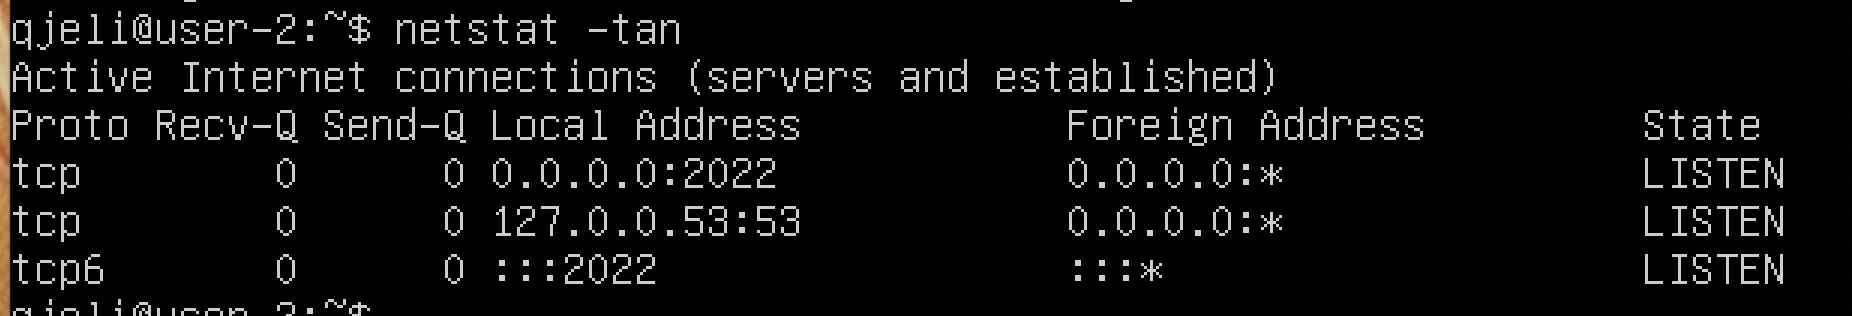 qjeli@user-2:~$ netstat -tan
Active Internet connections (servers and established)
Proto Recv-Q Send-Q Local Address           Foreign Address         State
tcp        0      0 0.0.0.0:2022            0.0.0.0:*               LISTEN
tcp        0      0 127.0.0.53:53           0.0.0.0:*               LISTEN
tcp6       0      0 :::2022                 :::*                    LISTEN
qjeli@user-2:~$